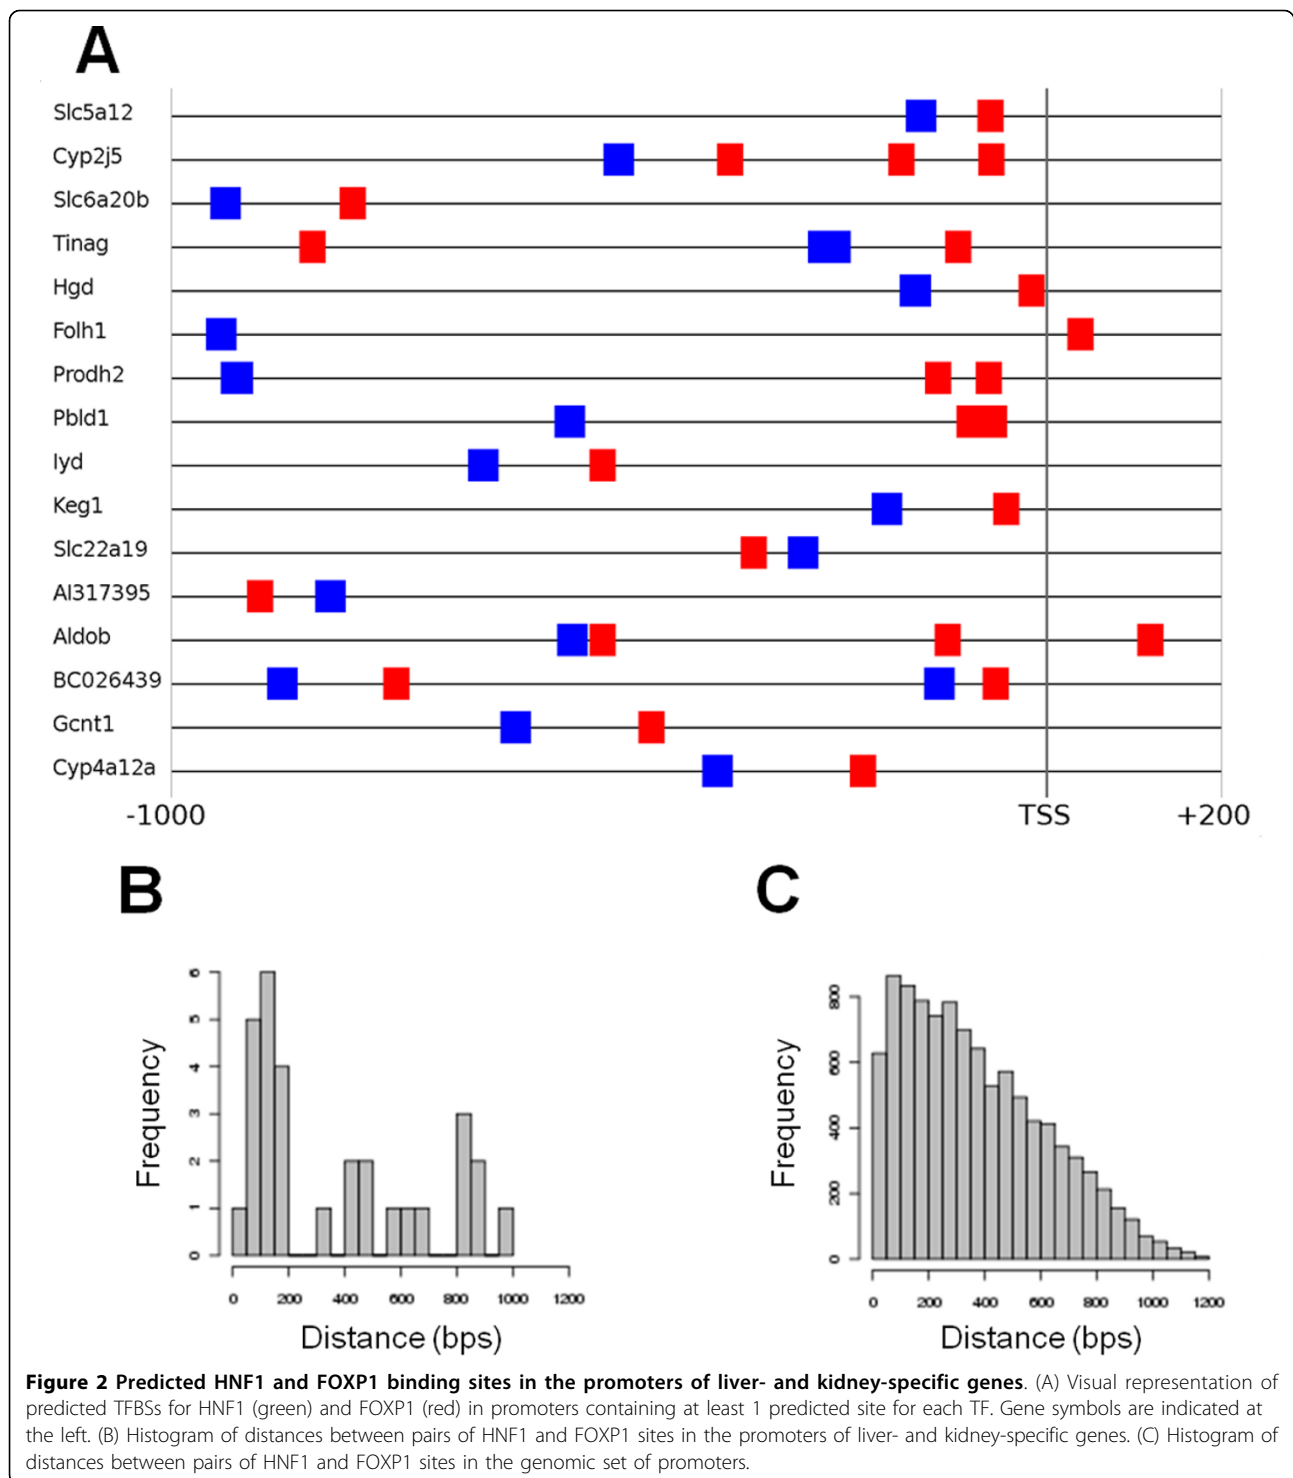 A
Slc5a12
Cyp2j5
Slc6a20b
Tinag
Hgd
Folh1
Prodh2
Pbld1
Iyd
Keg1
Slc22a19
AI317395
Aldob
BC026439
Gcnt1
Cyp4a12a
-1000 TSS +200
B
Frequency
0 1 2 3 4 5 6
0 200 400 600 800 1000 1200
Distance (bps)
C
Frequency
0 200 400 600 800
0 200 400 600 800 1000 1200
Distance (bps)
Figure 2 Predicted HNF1 and FOXP1 binding sites in the promoters of liver- and kidney-specific genes. (A) Visual representation of
predicted TFBSs for HNF1 (green) and FOXP1 (red) in promoters containing at least 1 predicted site for each TF. Gene symbols are indicated at
the left. (B) Histogram of distances between pairs of HNF1 and FOXP1 sites in the promoters of liver- and kidney-specific genes. (C) Histogram of
distances between pairs of HNF1 and FOXP1 sites in the genomic set of promoters.